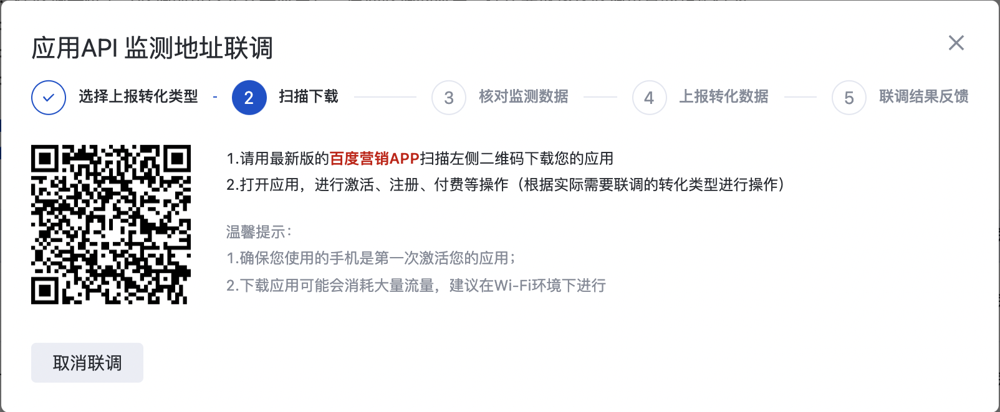 应用API 监测地址联调
选择上报转化类型 - 2 扫描下载 3 核对监测数据 4 上报转化数据 5 联调结果反馈
1.请用最新版的百度营销APP扫描左侧二维码下载您的应用
2.打开应用，进行激活、注册、付费等操作（根据实际需要联调的转化类型进行操作）
温馨提示：
1.确保您使用的手机是第一次激活您的应用；
2.下载应用可能会消耗大量流量，建议在Wi-Fi环境下进行
取消联调